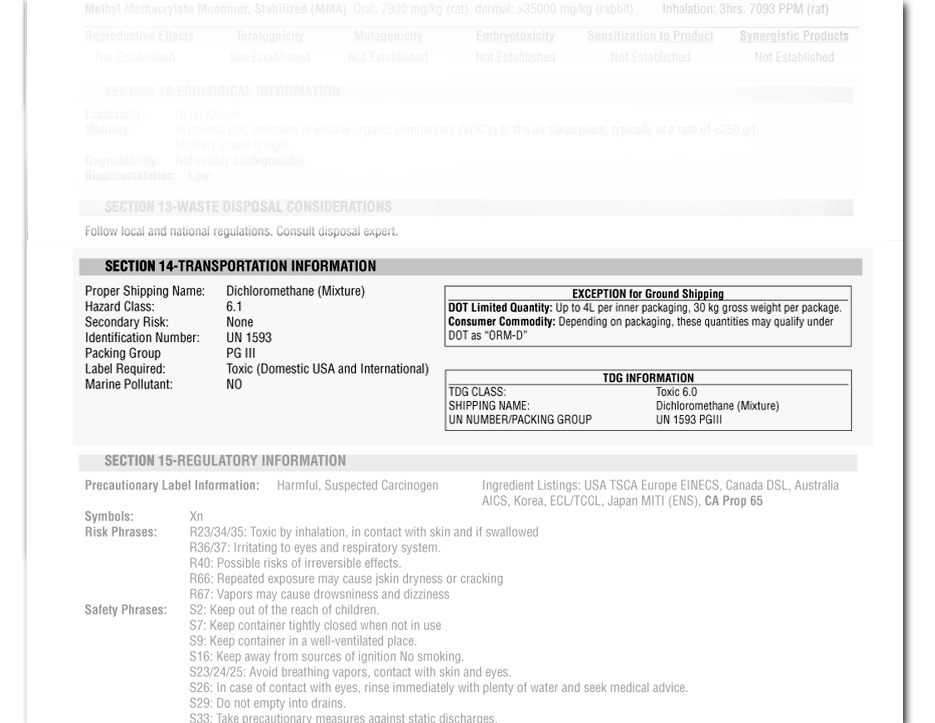 Methyl Methacrylate Monomer, Stabilized (MMA) Oral: 7900 mg/kg (rat), dermal: >35000 mg/kg (rabbit) Inhalation: 3hrs. 7093 PPM (rat)
Reproductive Effects Teratognicity Mutagenicity Embryotoxicity Sensitization to Product Synergistic Products
Not Established Not Established Not Established Not Established Not Established Not Established
SECTION 12-ECOLOGICAL INFORMATION
Ecotoxicity: None Known
Mobility: In normal use, emission of volatile organic compounds (VOC's) to the air takes place, typically at a rate of <250 g/l.
Mobility in soil is high.
Degradability: Not readily biodegradable
Bioaccumulation: Low
SECTION 13-WASTE DISPOSAL CONSIDERATIONS
Follow local and national regulations. Consult disposal expert.
SECTION 14-TRANSPORTATION INFORMATION
Proper Shipping Name: Dichloromethane (Mixture)
Hazard Class: 6.1
Secondary Risk: None
Identification Number: UN 1593
Packing Group PG III
Label Required: Toxic (Domestic USA and International)
Marine Pollutant: NO
EXCEPTION for Ground Shipping
DOT Limited Quantity: Up to 4L per inner packaging, 30 kg gross weight per package.
Consumer Commodity: Depending on packaging, these quantities may qualify under
DOT as “ORM-D”
TDG INFORMATION
TDG CLASS: Toxic 6.0
SHIPPING NAME: Dichloromethane (Mixture)
UN NUMBER/PACKING GROUP UN 1593 PGIII
SECTION 15-REGULATORY INFORMATION
Precautionary Label Information: Harmful, Suspected Carcinogen
Ingredient Listings: USA TSCA Europe EINECS, Canada DSL, Australia
AICS, Korea, ECL/TCCL, Japan MITI (ENS), CA Prop 65
Symbols: Xn
Risk Phrases: R23/34/35: Toxic by inhalation, in contact with skin and if swallowed
R36/37: Irritating to eyes and respiratory system.
R40: Possible risks of irreversible effects.
R66: Repeated exposure may cause jskin dryness or cracking
R67: Vapors may cause drowsniness and dizziness
Safety Phrases: S2: Keep out of the reach of children.
S7: Keep container tightly closed when not in use
S9: Keep container in a well-ventilated place.
S16: Keep away from sources of ignition No smoking.
S23/24/25: Avoid breathing vapors, contact with skin and eyes.
S26: In case of contact with eyes, rinse immediately with plenty of water and seek medical advice.
S29: Do not empty into drains.
S33: Take precautionary measures against static discharges.